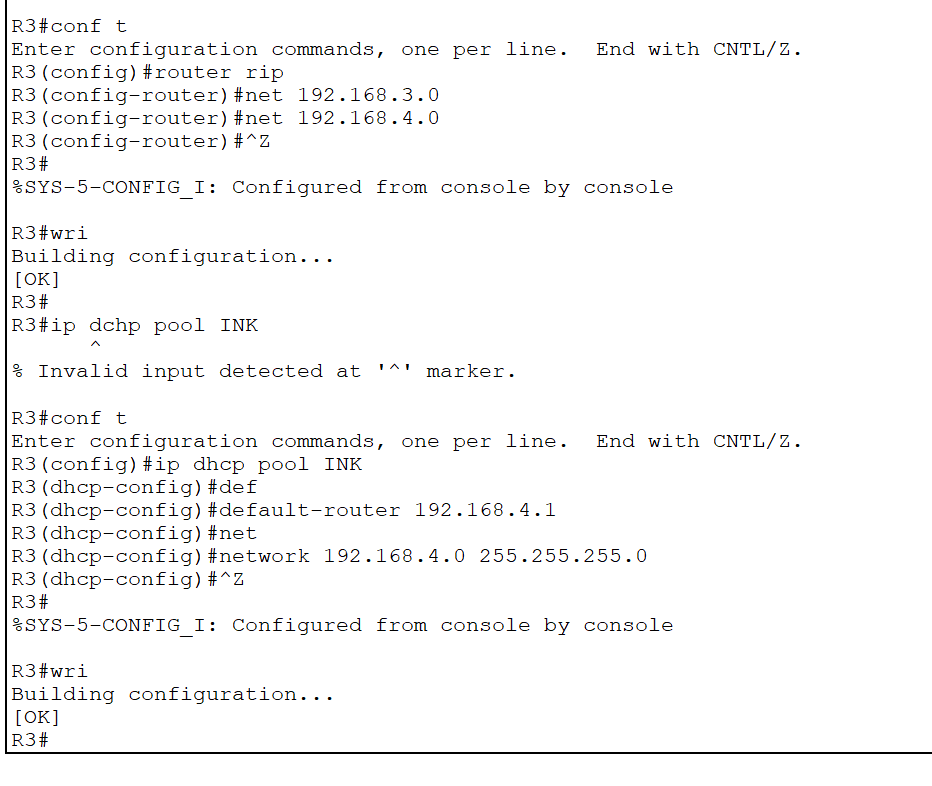 R3#conf t
Enter configuration commands, one per line.  End with CNTL/Z.
R3(config)#router rip
R3(config-router)#net 192.168.3.0
R3(config-router)#net 192.168.4.0
R3(config-router)#^Z
R3#
%SYS-5-CONFIG_I: Configured from console by console

R3#wri
Building configuration...
[OK]
R3#
R3#ip dchp pool INK
      ^
% Invalid input detected at '^' marker.

R3#conf t
Enter configuration commands, one per line.  End with CNTL/Z.
R3(config)#ip dhcp pool INK
R3(dhcp-config)#def
R3(dhcp-config)#default-router 192.168.4.1
R3(dhcp-config)#net
R3(dhcp-config)#network 192.168.4.0 255.255.255.0
R3(dhcp-config)#^Z
R3#
%SYS-5-CONFIG_I: Configured from console by console

R3#wri
Building configuration...
[OK]
R3#